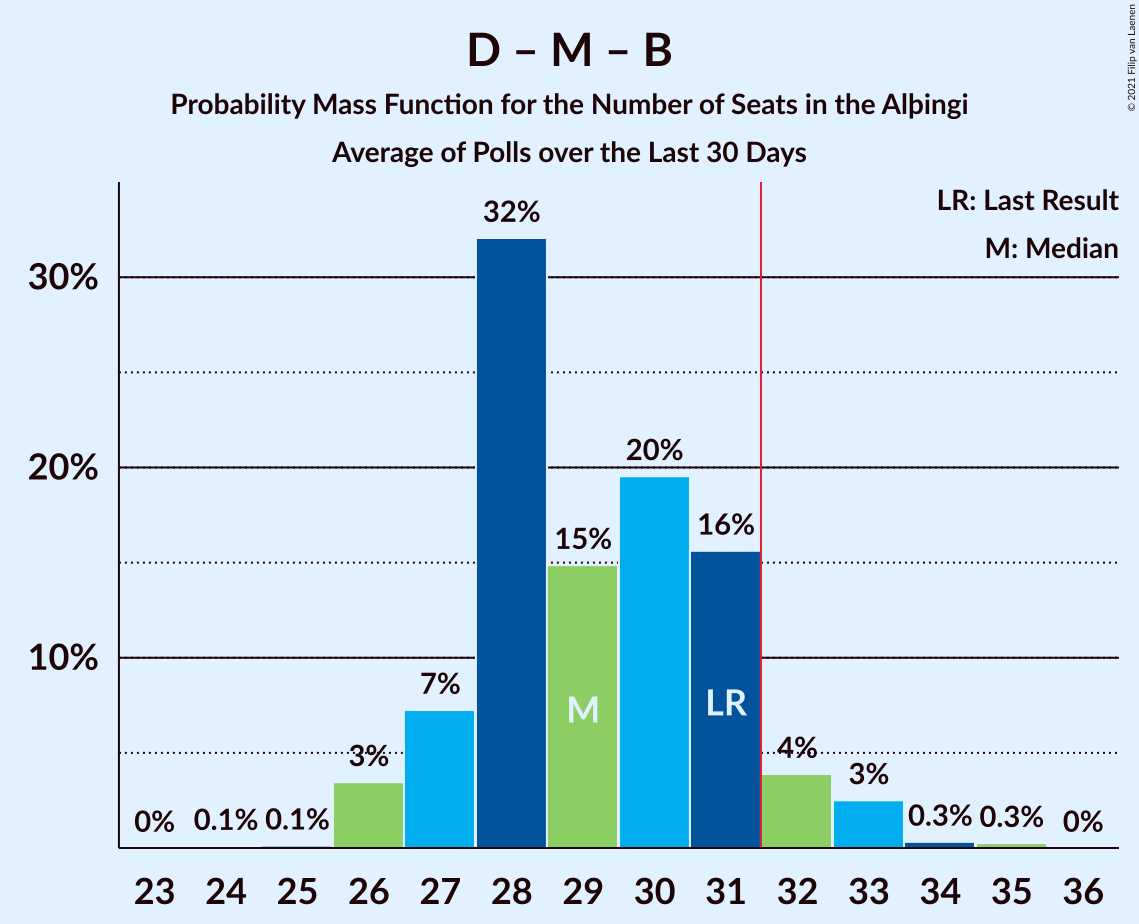 D – M – B
Probability Mass Function for the Number of Seats in the Alþingi
Average of Polls over the Last 30 Days
© 2021 Filip van Laenen
LR: Last Result
M: Median
30%
20%
10%
0%
0.1%
0.1%
3%
7%
32%
15%
20%
16%
4%
3%
0.3%
0.3%
0%
M
LR
23 24 25 26 27 28 29 30 31 32 33 34 35 36